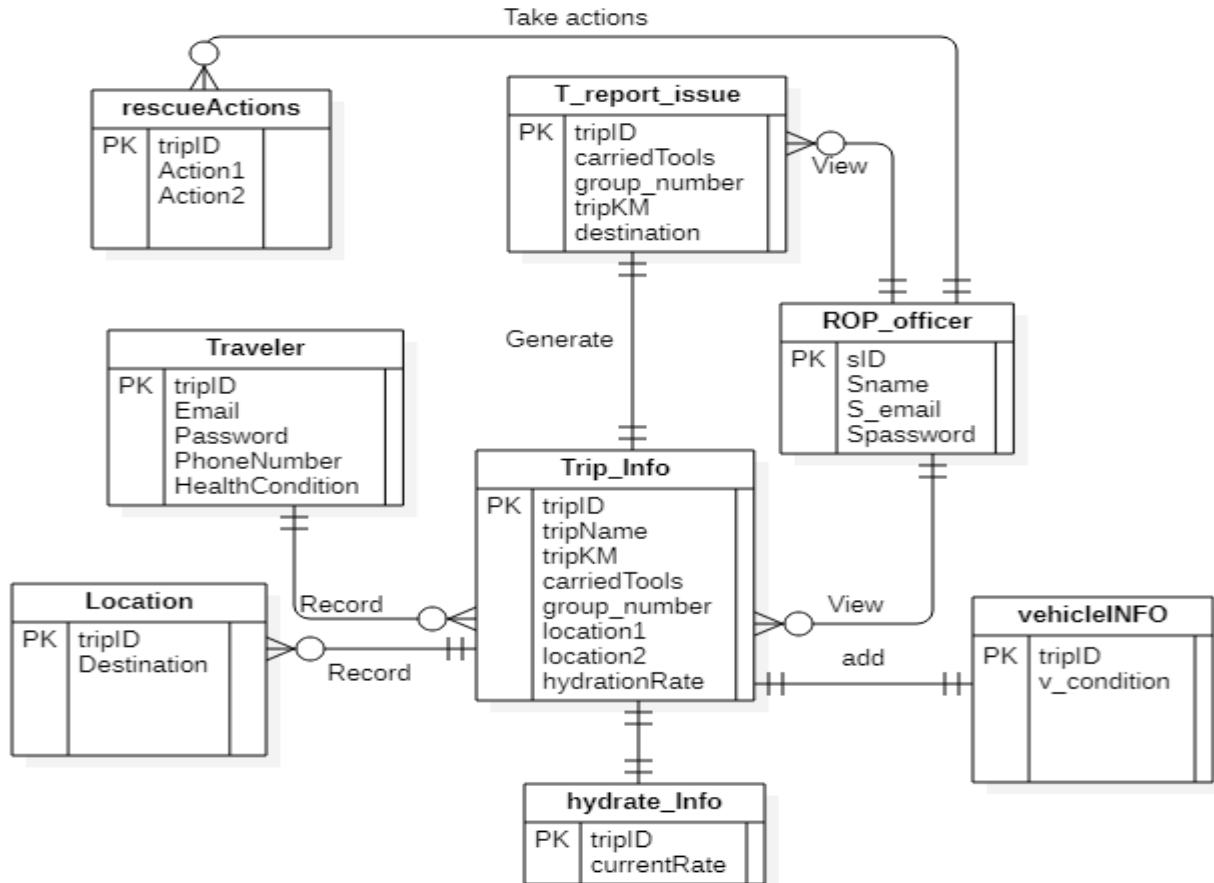 Take actions
rescueActions
PK tripID
Action1
Action2
T_report_issue
PK tripID
carriedTools
group_number
tripKM
destination
View
ROP_officer
PK sID
Sname
S_email
Spassword
Generate
Traveler
PK tripID
Email
Password
PhoneNumber
HealthCondition
Trip_Info
PK tripID
tripName
tripKM
carriedTools
group_number
location1
location2
hydrationRate
Record
View
Location
PK tripID
Destination
Record
add
vehicleINFO
PK tripID
v_condition
hydrate_Info
PK tripID
currentRate